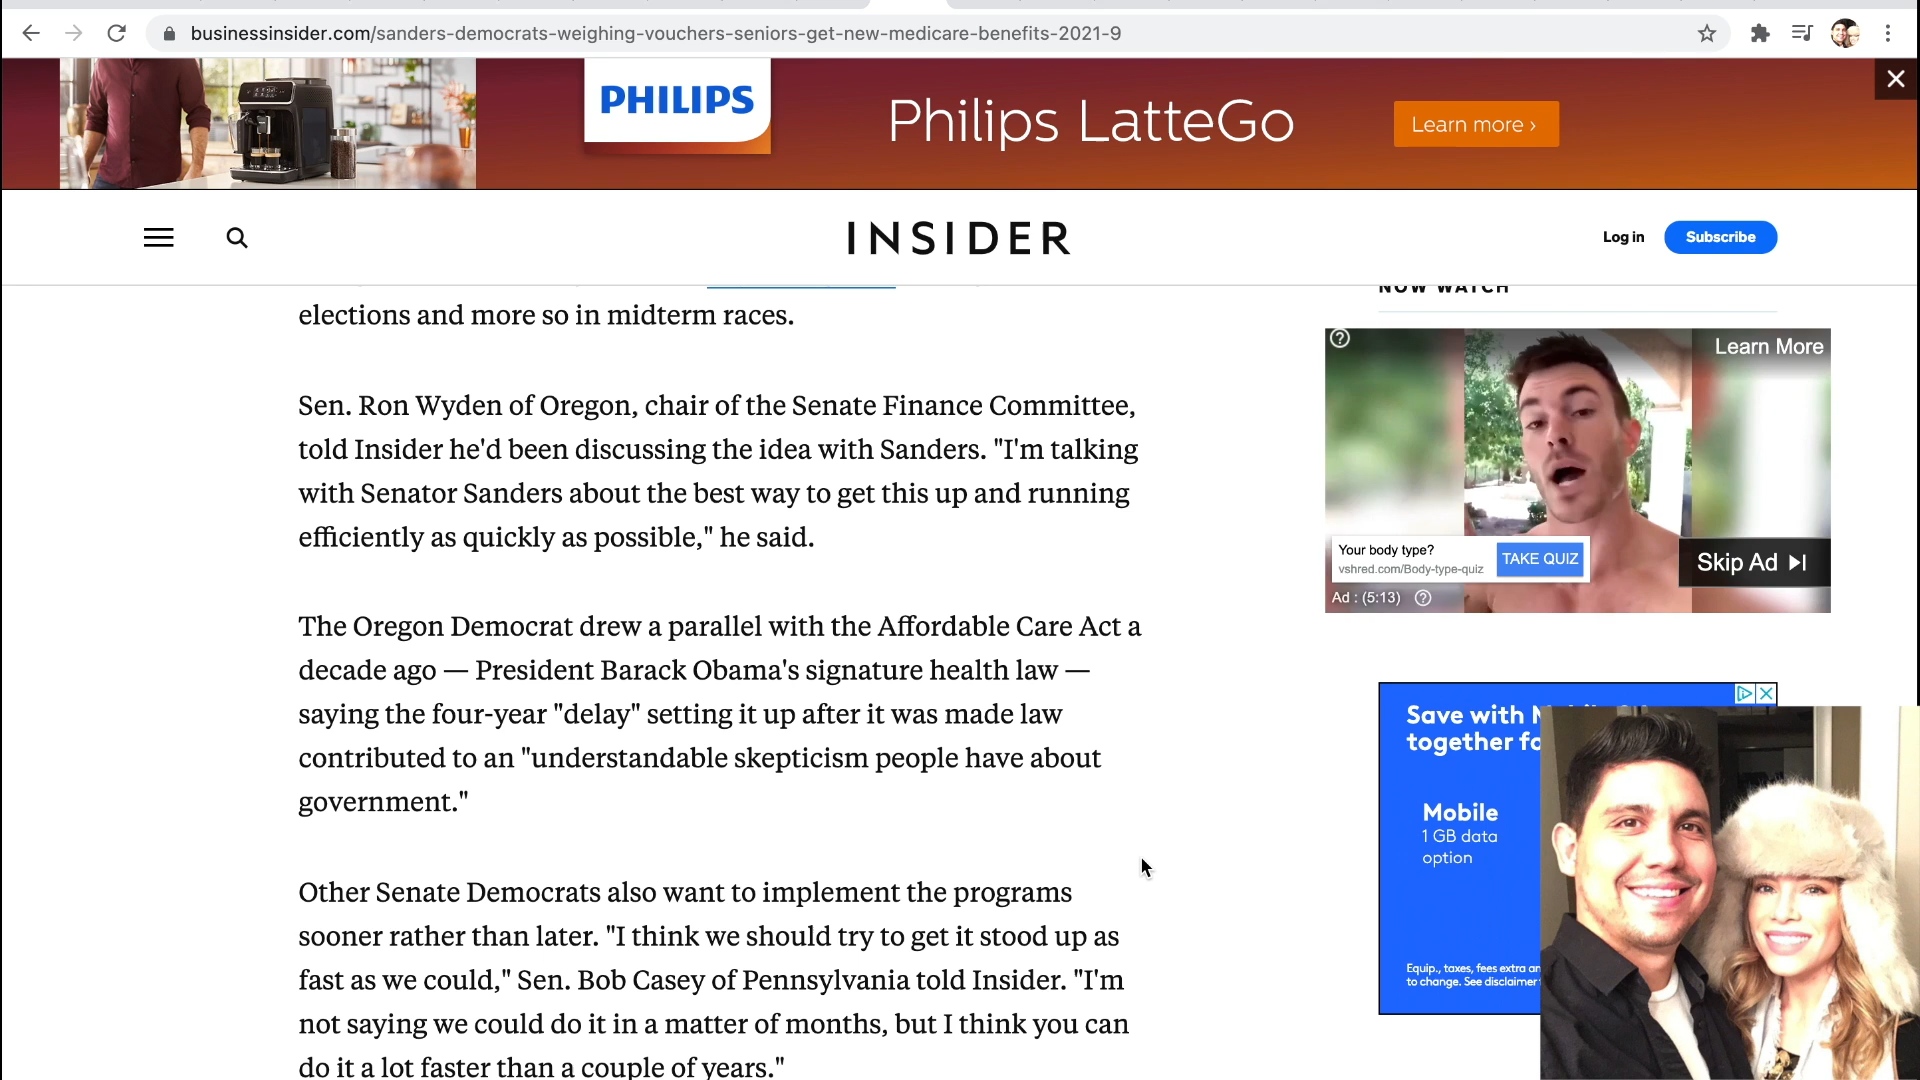 businessinsider.com/sanders-democrats-weighing-vouchers-seniors-get-new-medicare-benefits-2021-9
PHILIPS
Philips LatteGo
Learn more ›
INSIDER
Log in
Subscribe
elections and more so in midterm races.
Sen. Ron Wyden of Oregon, chair of the Senate Finance Committee,
told Insider he'd been discussing the idea with Sanders. "I'm talking
with Senator Sanders about the best way to get this up and running
efficiently as quickly as possible," he said.
The Oregon Democrat drew a parallel with the Affordable Care Act a
decade ago — President Barack Obama's signature health law —
saying the four-year "delay" setting it up after it was made law
contributed to an "understandable skepticism people have about
government."
Other Senate Democrats also want to implement the programs
sooner rather than later. "I think we should try to get it stood up as
fast as we could," Sen. Bob Casey of Pennsylvania told Insider. "I'm
not saying we could do it in a matter of months, but I think you can
do it a lot faster than a couple of years."
NOW WATCH
Learn More
Your body type?
vshred.com/Body-type-quiz
TAKE QUIZ
Skip Ad
Ad : (5:13)
Save with
together fo
Mobile
1 GB data
option
Equip., taxes, fees extra an
to change. See disclaimer